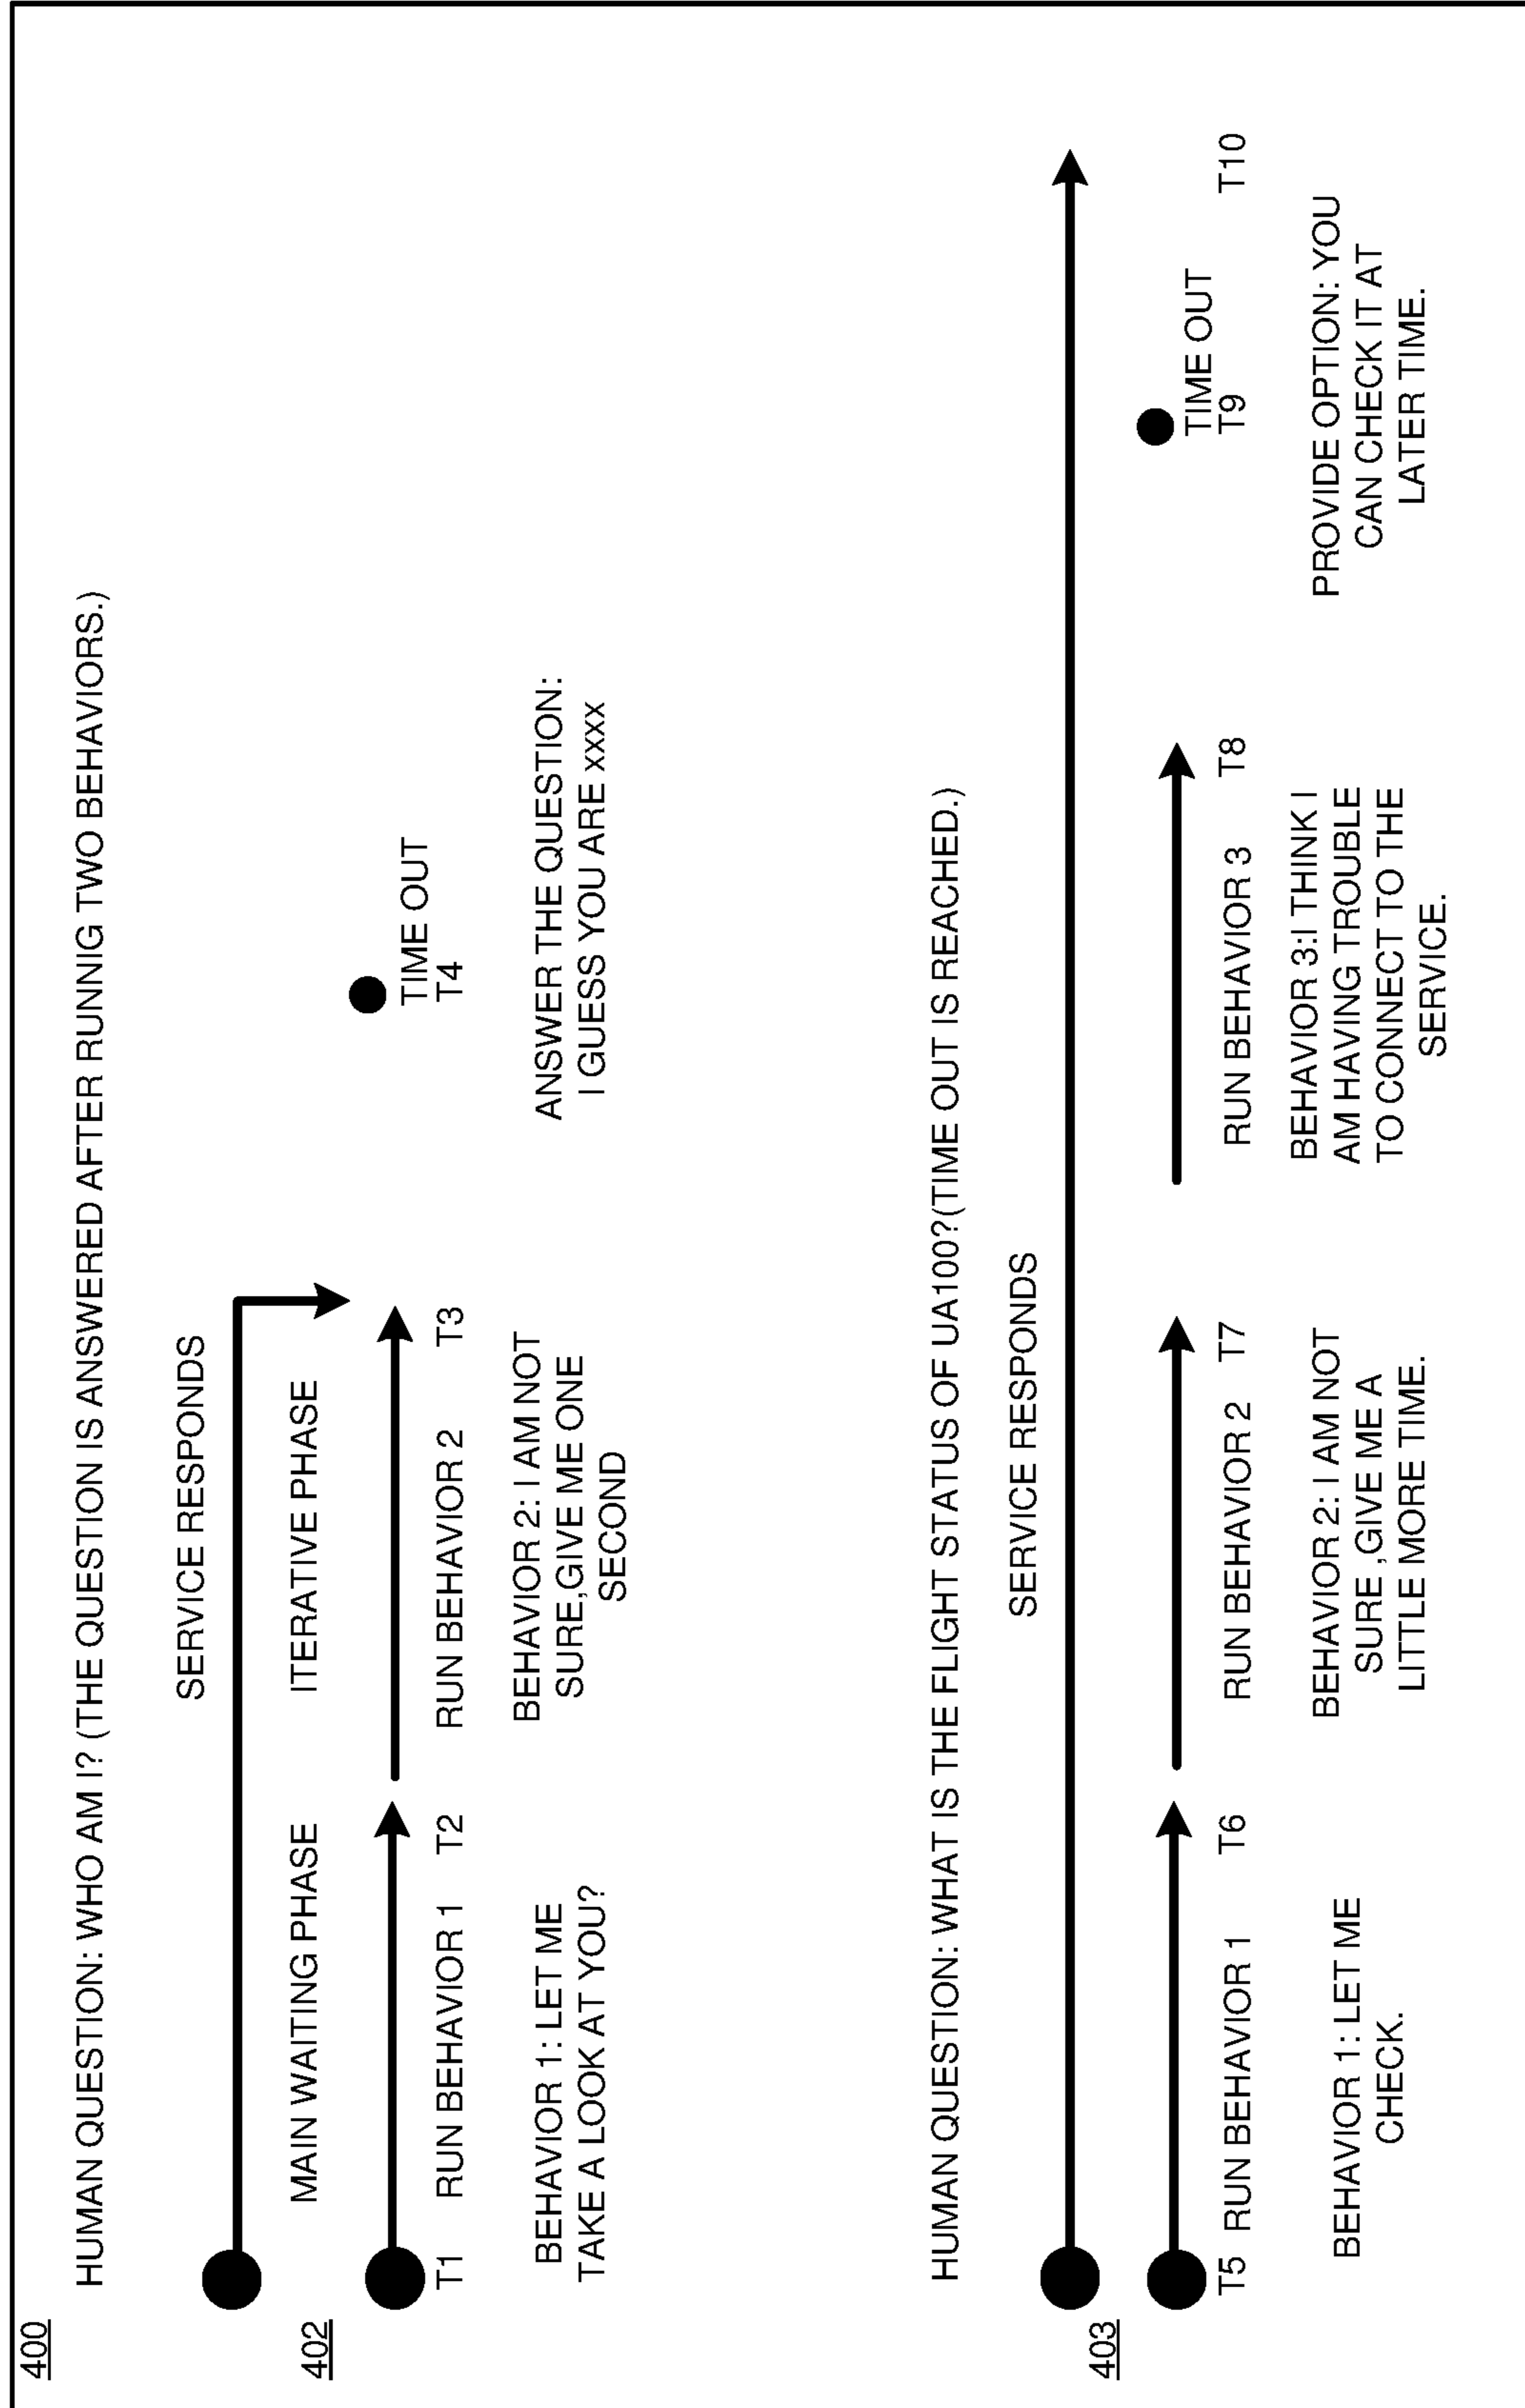 400
HUMAN QUESTION: WHO AM I? (THE QUESTION IS ANSWERED AFTER RUNNIG TWO BEHAVIORS.)
SERVICE RESPONDS
402
MAIN WAITING PHASE
ITERATIVE PHASE
T1
RUN BEHAVIOR 1
T2
RUN BEHAVIOR 2
T3
TIME OUT
T4
BEHAVIOR 1: LET ME
TAKE A LOOK AT YOU?
BEHAVIOR 2: I AM NOT
SURE,GIVE ME ONE
SECOND
ANSWER THE QUESTION:
I GUESS YOU ARE xxxx
HUMAN QUESTION: WHAT IS THE FLIGHT STATUS OF UA100?(TIME OUT IS REACHED.)
SERVICE RESPONDS
403
T5
RUN BEHAVIOR 1
T6
RUN BEHAVIOR 2
T7
RUN BEHAVIOR 3
T8
TIME OUT
T9
T10
BEHAVIOR 1: LET ME
CHECK.
BEHAVIOR 2: I AM NOT
SURE ,GIVE ME A
LITTLE MORE TIME.
BEHAVIOR 3:I THINK I
AM HAVING TROUBLE
TO CONNECT TO THE
SERVICE.
PROVIDE OPTION: YOU
CAN CHECK IT AT
LATER TIME.